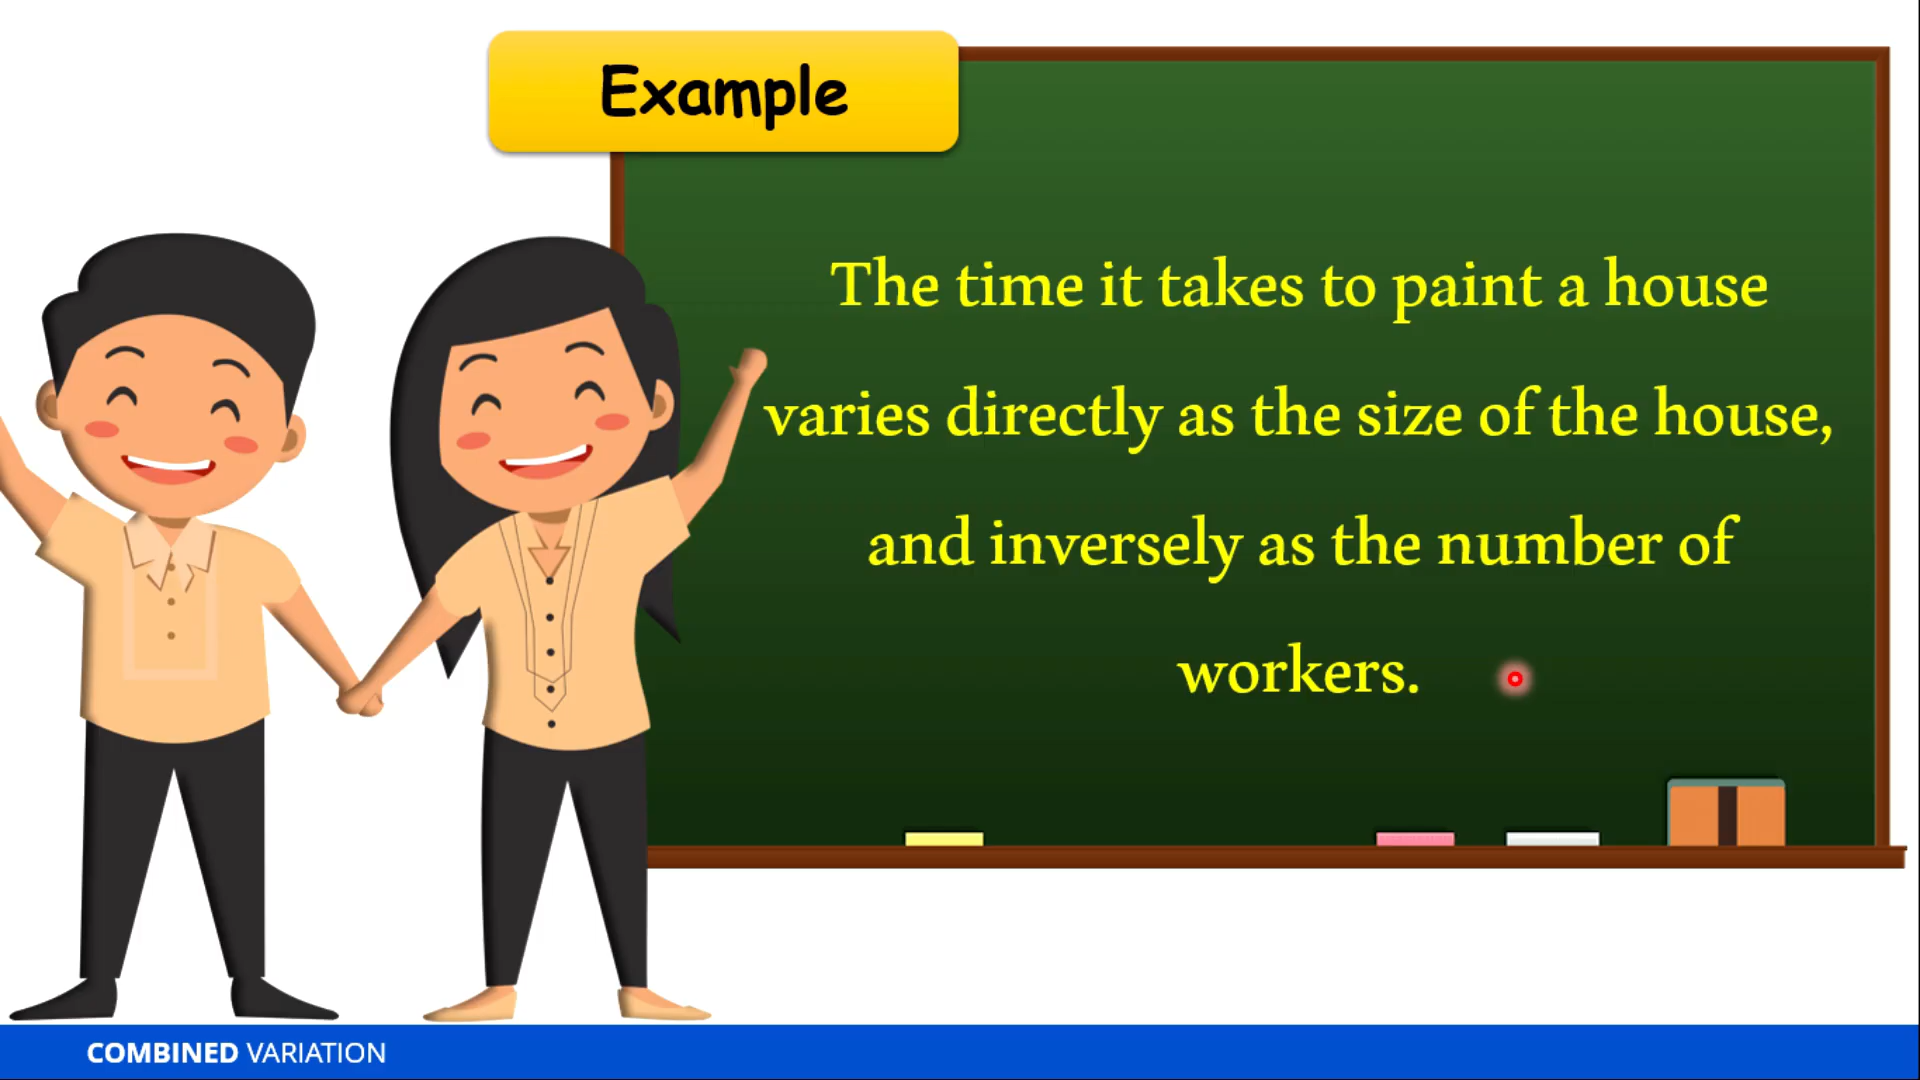 Example
The time it takes to paint a house
varies directly as the size of the house,
and inversely as the number of
workers.
COMBINED VARIATION